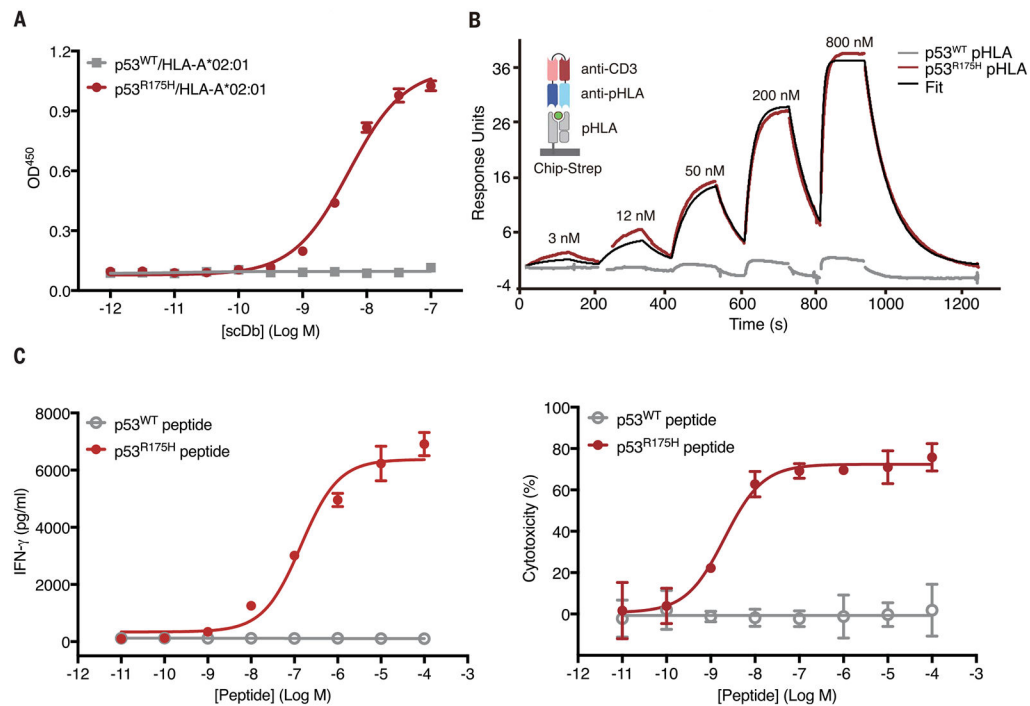 A
1.2
0.9
0.6
0.3
0.0
OD450
p53WT/HLA-A*02:01
p53R175H/HLA-A*02:01
-12
-11
-10
-9
-8
-7
[scDb] (Log M)
B
36
26
16
6
-4
Response Units
anti-CD3
anti-pHLA
pHLA
Chip-Strep
3 nM
12 nM
50 nM
200 nM
800 nM
p53WT pHLA
p53R175H pHLA
Fit
0
200
400
600
800
1000
1200
Time (s)
C
8000
6000
4000
2000
0
IFN-γ (pg/ml)
p53WT peptide
p53R175H peptide
-12
-11
-10
-9
-8
-7
-6
-5
-4
-3
[Peptide] (Log M)
100
80
60
40
20
0
-20
Cytotoxicity (%)
p53WT peptide
p53R175H peptide
-12
-11
-10
-9
-8
-7
-6
-5
-4
-3
[Peptide] (Log M)